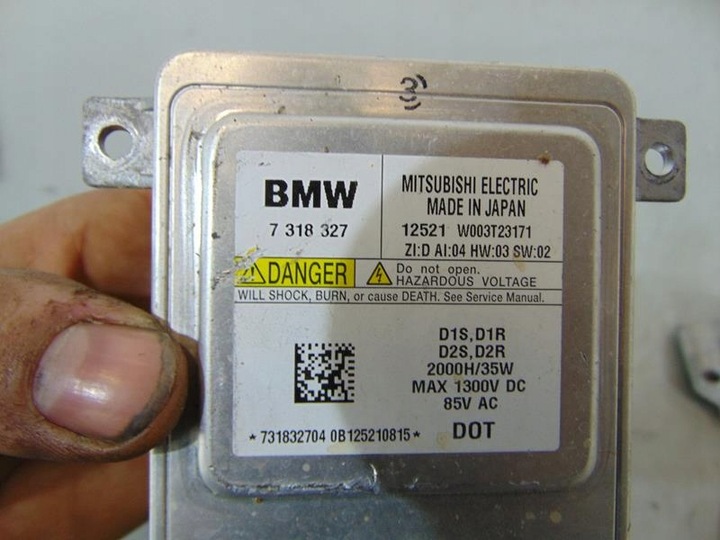 3
BMW
7 318 327
MITSUBISHI ELECTRIC
MADE IN JAPAN
12521 W003T23171
ZI:D AI:04 HW:03 SW:02
DANGER
Do not open.
HAZARDOUS VOLTAGE
WILL SHOCK, BURN, or cause DEATH. See Service Manual.
D1S,D1R
D2S,D2R
2000H/35W
MAX 1300V DC
85V AC
*731832704 0B125210815*
DOT